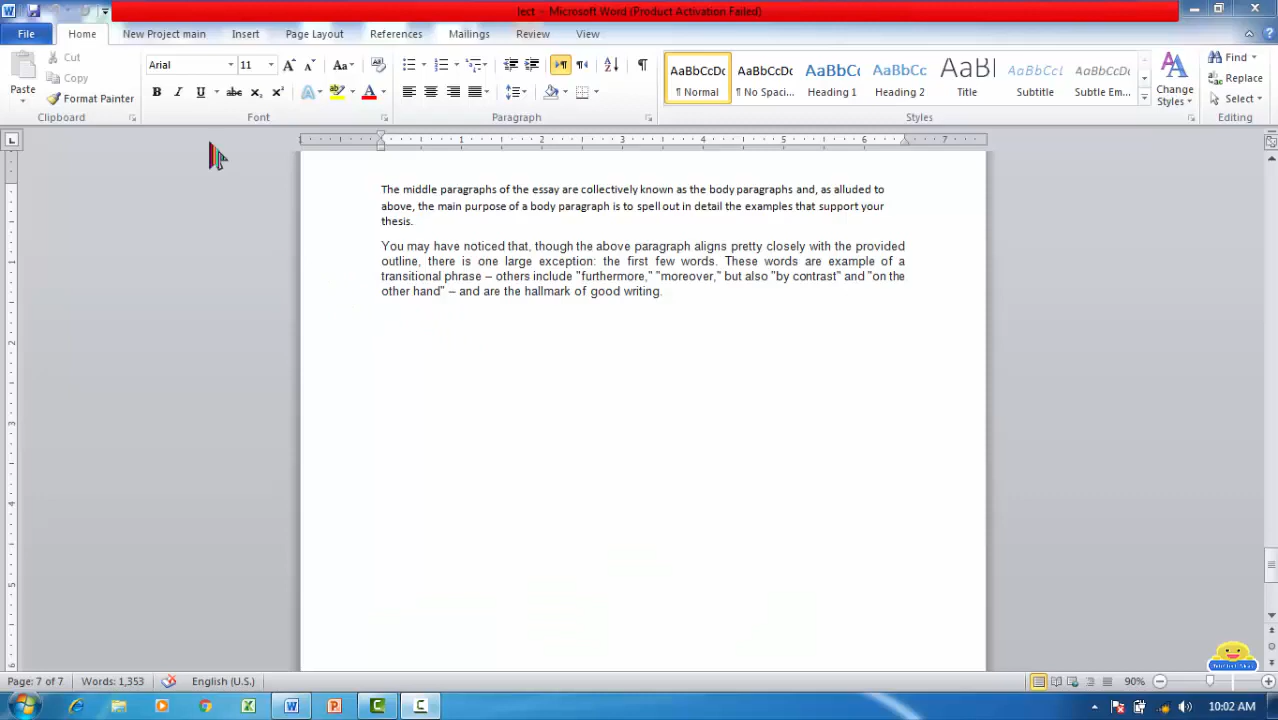 lect - Microsoft Word (Product Activation Failed)
File Home New Project main Insert Page Layout References Mailings Review View
Paste
Cut
Copy
Format Painter
Clipboard
Arial 11
Font
Paragraph
AaBbCcDc AaBbCcDc AaBbC‹ AaBbCc AaBl AaBbCcl AaBbCcDc
¶ Normal ¶ No Spaci... Heading 1 Heading 2 Title Subtitle Subtle Em...
Change Styles
Styles
Find
Replace
Select
Editing
The middle paragraphs of the essay are collectively known as the body paragraphs and, as alluded to
above, the main purpose of a body paragraph is to spell out in detail the examples that support your
thesis.
You may have noticed that, though the above paragraph aligns pretty closely with the provided
outline, there is one large exception: the first few words. These words are example of a
transitional phrase – others include "furthermore," "moreover," but also "by contrast" and "on the
other hand" – and are the hallmark of good writing.
Page: 7 of 7 Words: 1,353 English (U.S.) 90%
10:02 AM